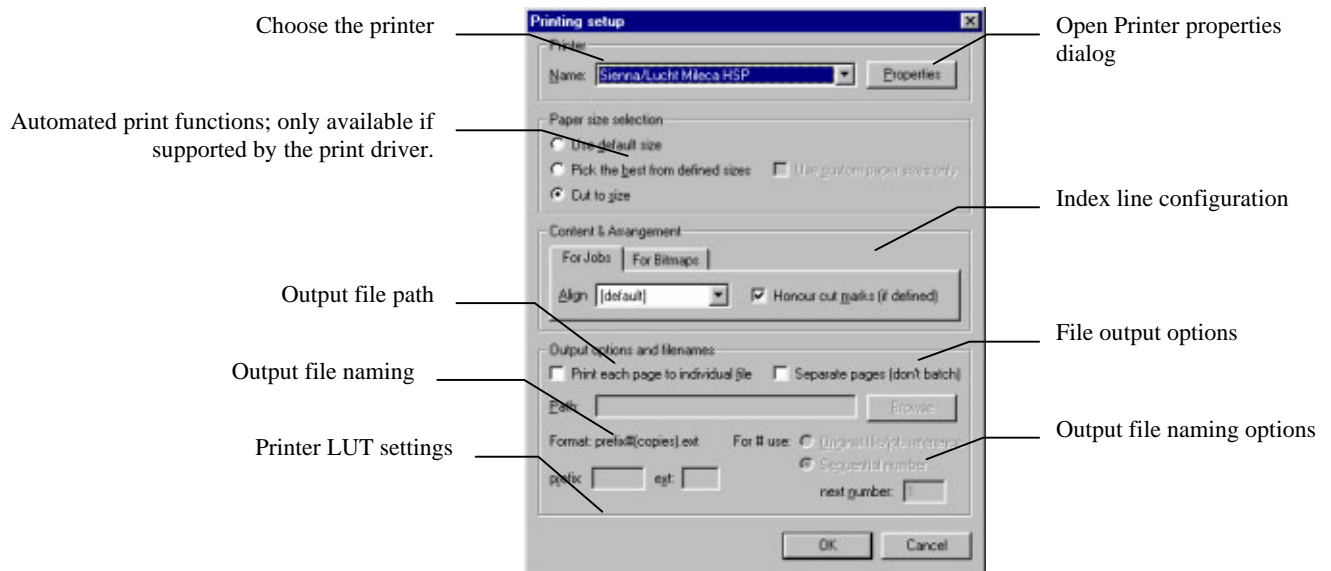 Choose the printer
Automated print functions; only available if
supported by the print driver.
Output file path
Output file naming
Printer LUT settings
Printing setup
Printer
Name: Sienna/Lucht Mileca HSP Properties
Paper size selection
Use default size
Pick the best from defined sizes Use custom paper sizes only
Cut to size
Content & Arrangement
For Jobs For Bitmaps
Align (default) Honour cut marks (if defined)
Output options and filenames
Print each page to individual file Separate pages (don't batch)
Path: Browse
Format: prefix#(copies).ext For # use: Original file/job reference
Sequential number
prefix: ext: next number: 1
OK Cancel
Open Printer properties
dialog
Index line configuration
File output options
Output file naming options